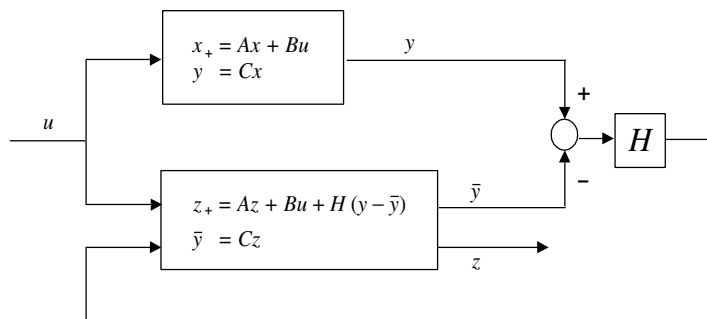 x₊ = Ax + Bu
y = Cx
y
u
+
H
−
z₊ = Az + Bu + H (y − ȳ)
ȳ = Cz
ȳ
z